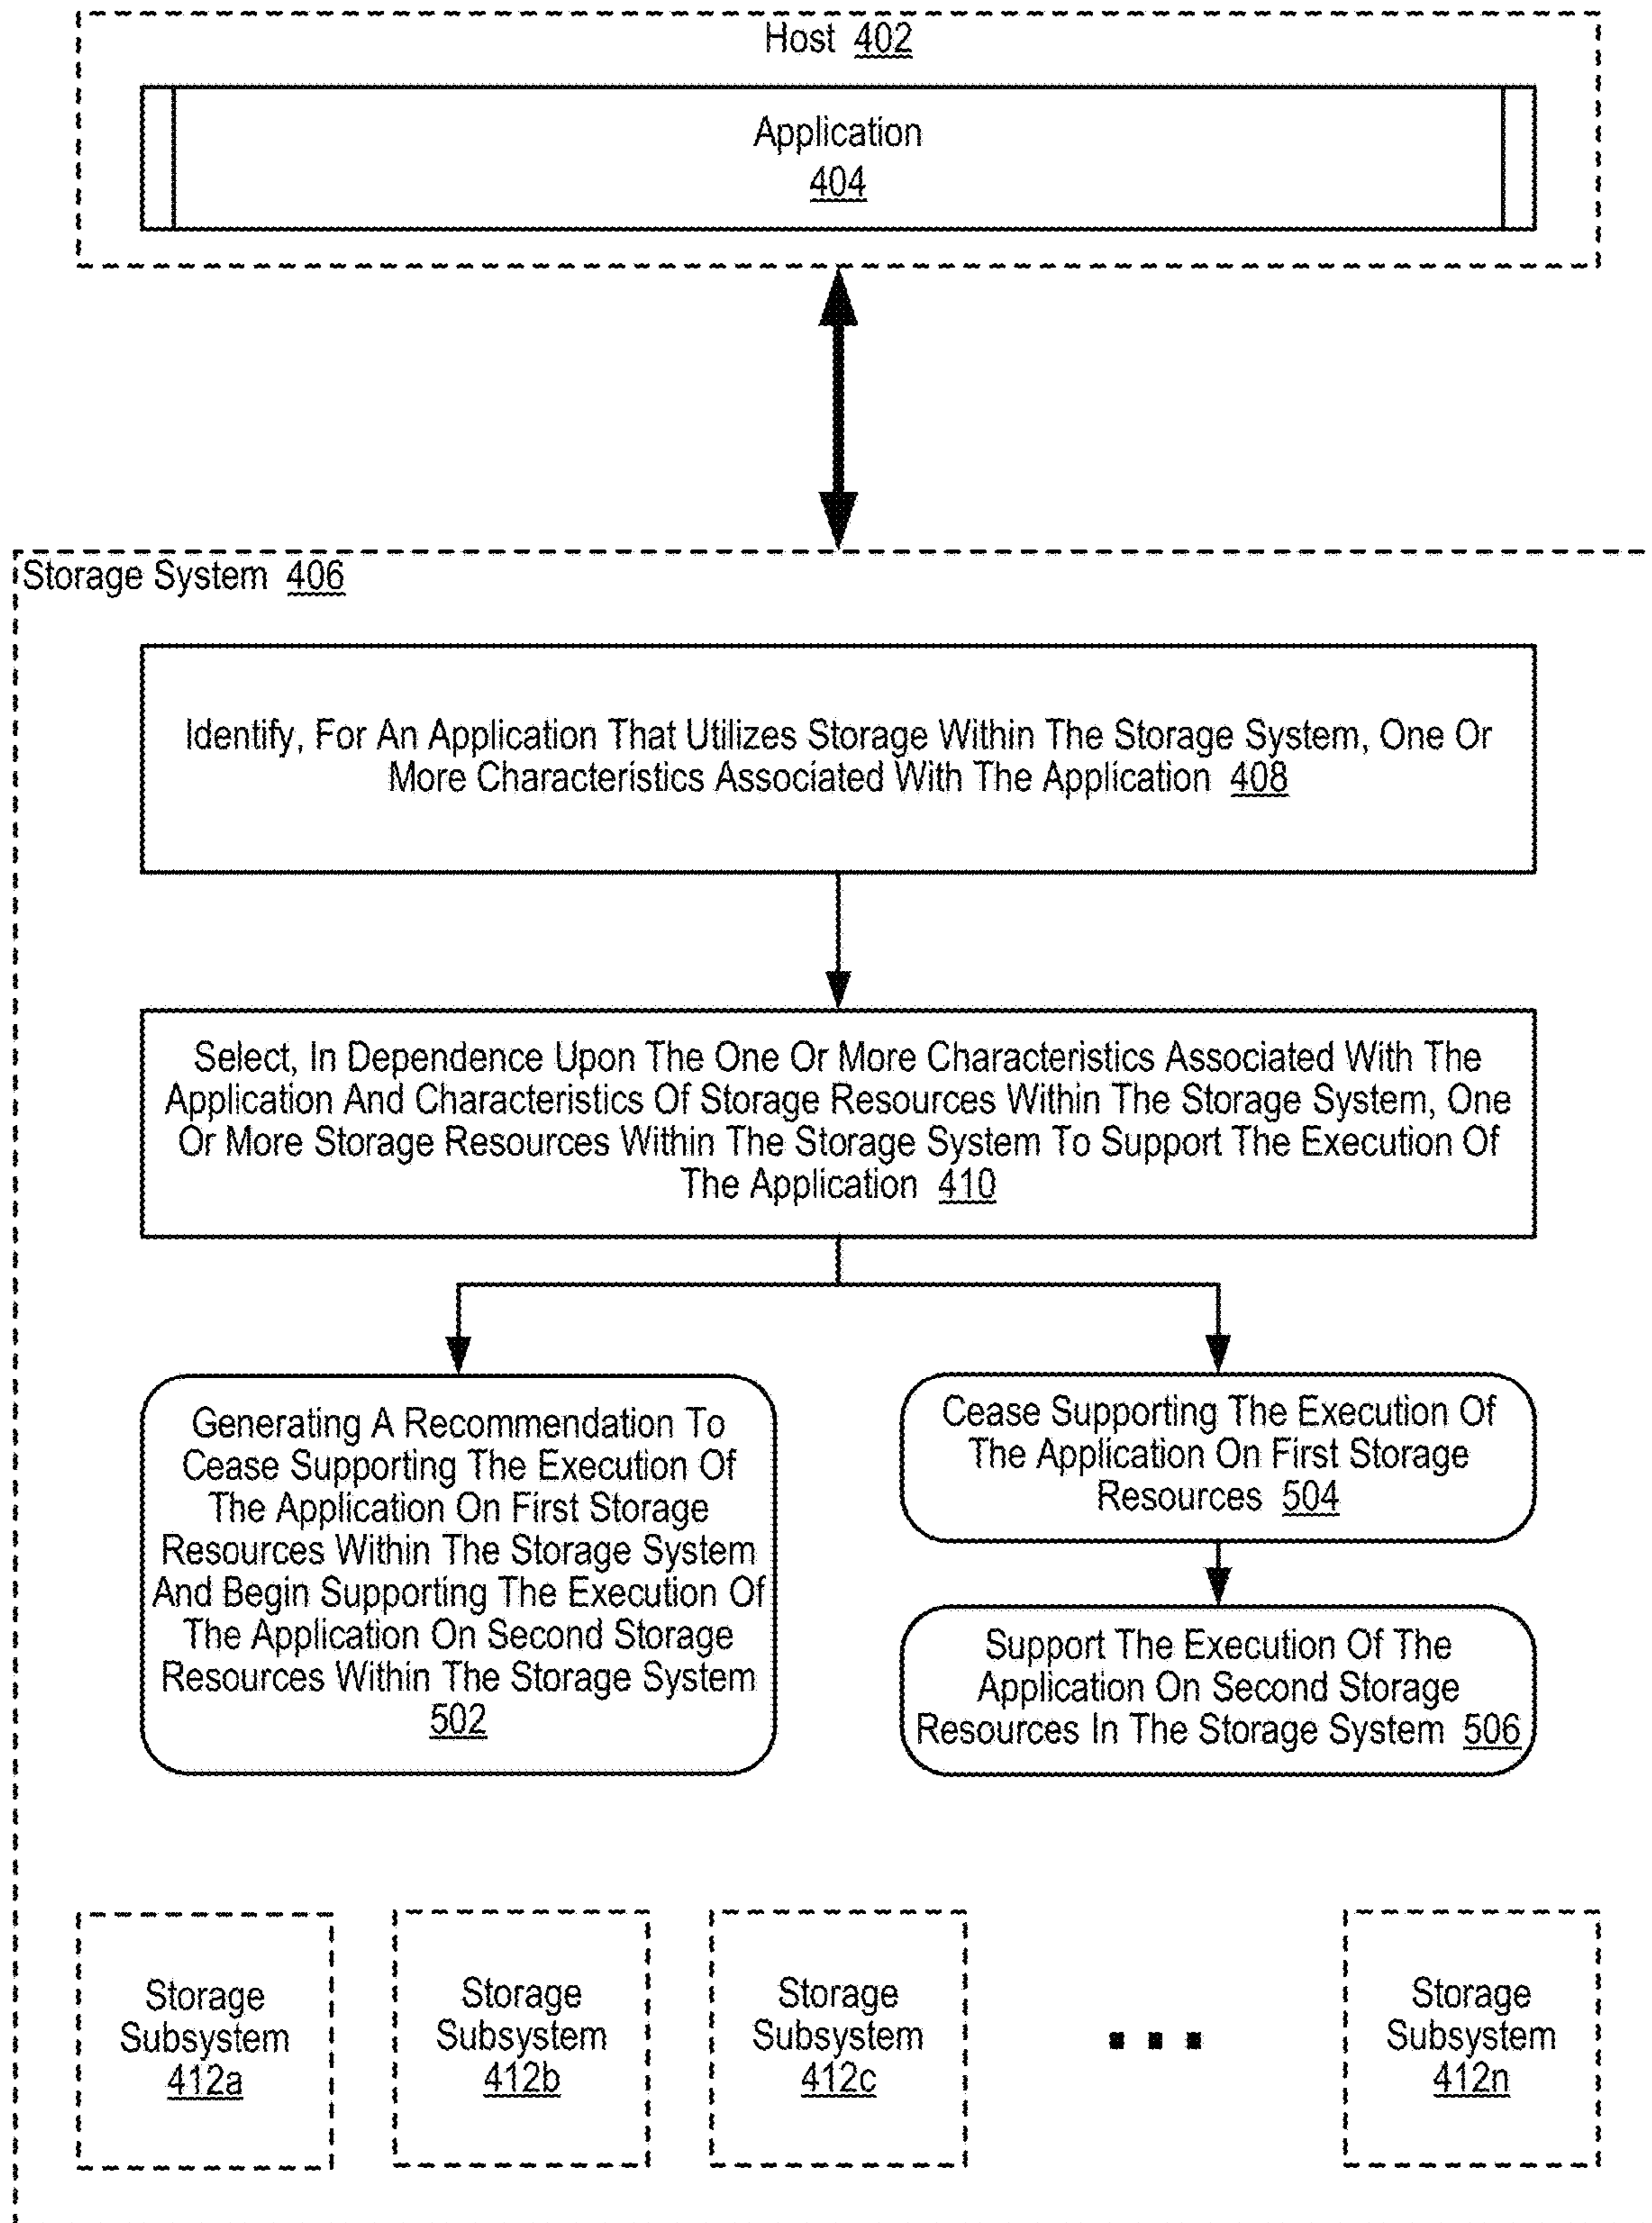 Host 402
Application
404
Storage System 406
Identify, For An Application That Utilizes Storage Within The Storage System, One Or
More Characteristics Associated With The Application 408
Select, In Dependence Upon The One Or More Characteristics Associated With The
Application And Characteristics Of Storage Resources Within The Storage System, One
Or More Storage Resources Within The Storage System To Support The Execution Of
The Application 410
Generating A Recommendation To
Cease Supporting The Execution Of
The Application On First Storage
Resources Within The Storage System
And Begin Supporting The Execution Of
The Application On Second Storage
Resources Within The Storage System
502
Cease Supporting The Execution Of
The Application On First Storage
Resources 504
Support The Execution Of The
Application On Second Storage
Resources In The Storage System 506
Storage
Subsystem
412a
Storage
Subsystem
412b
Storage
Subsystem
412c
Storage
Subsystem
412n